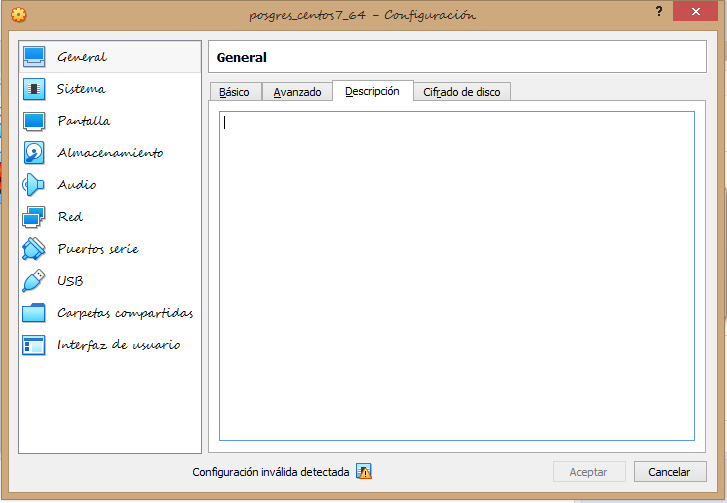 posgres_centos7_64 - Configuración
?
General
Sistema
Pantalla
Almacenamiento
Audio
Red
Puertos serie
USB
Carpetas compartidas
Interfaz de usuario
General
Básico Avanzado Descripción Cifrado de disco
Configuración inválida detectada
Aceptar Cancelar